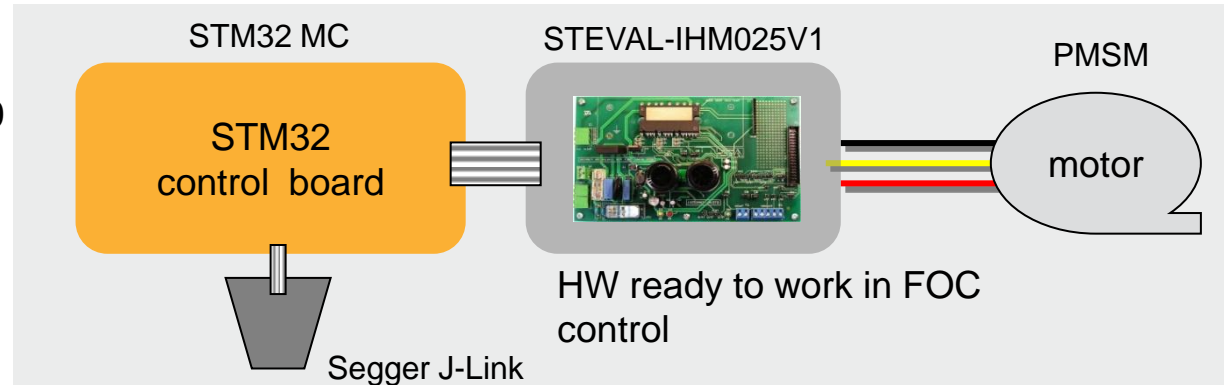 STM32 MC
STEVAL-IHM025V1
PMSM
STM32
control board
motor
HW ready to work in FOC
control
Segger J-Link